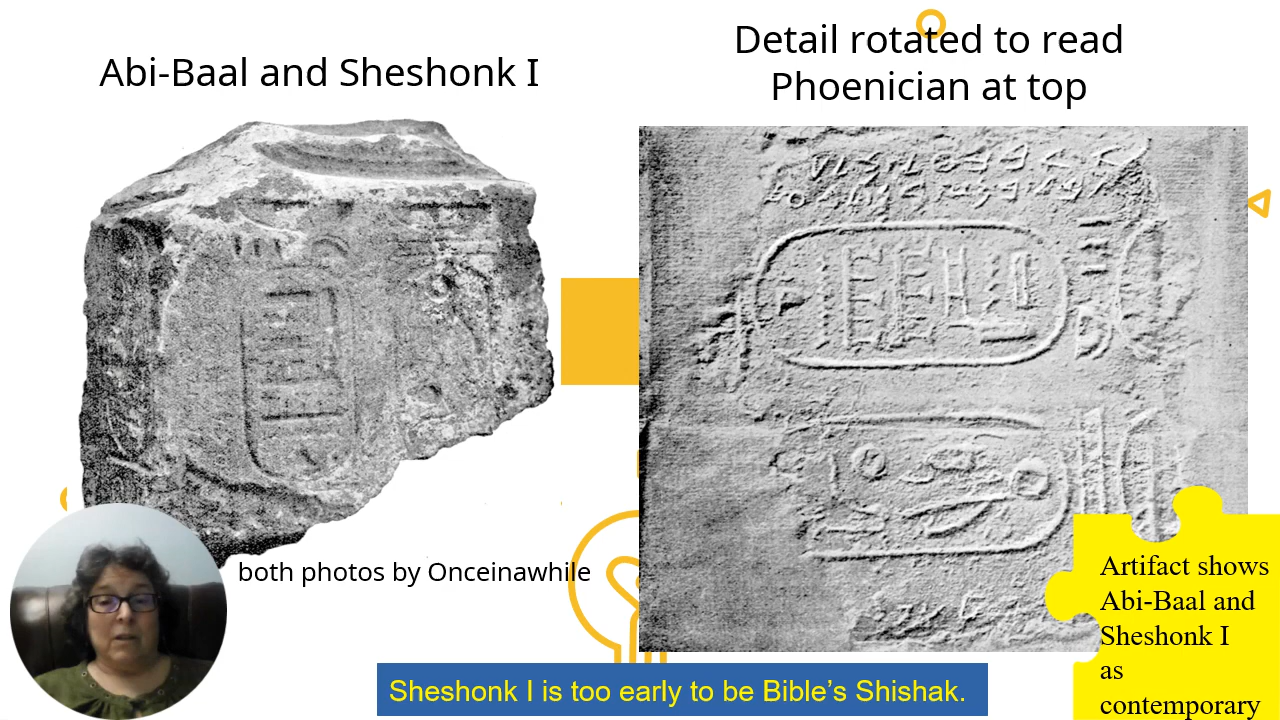 Abi-Baal and Sheshonk I
Detail rotated to read
Phoenician at top
both photos by Onceinawhile
Artifact shows
Abi-Baal and
Sheshonk I
as
contemporary
Sheshonk I is too early to be Bible’s Shishak.